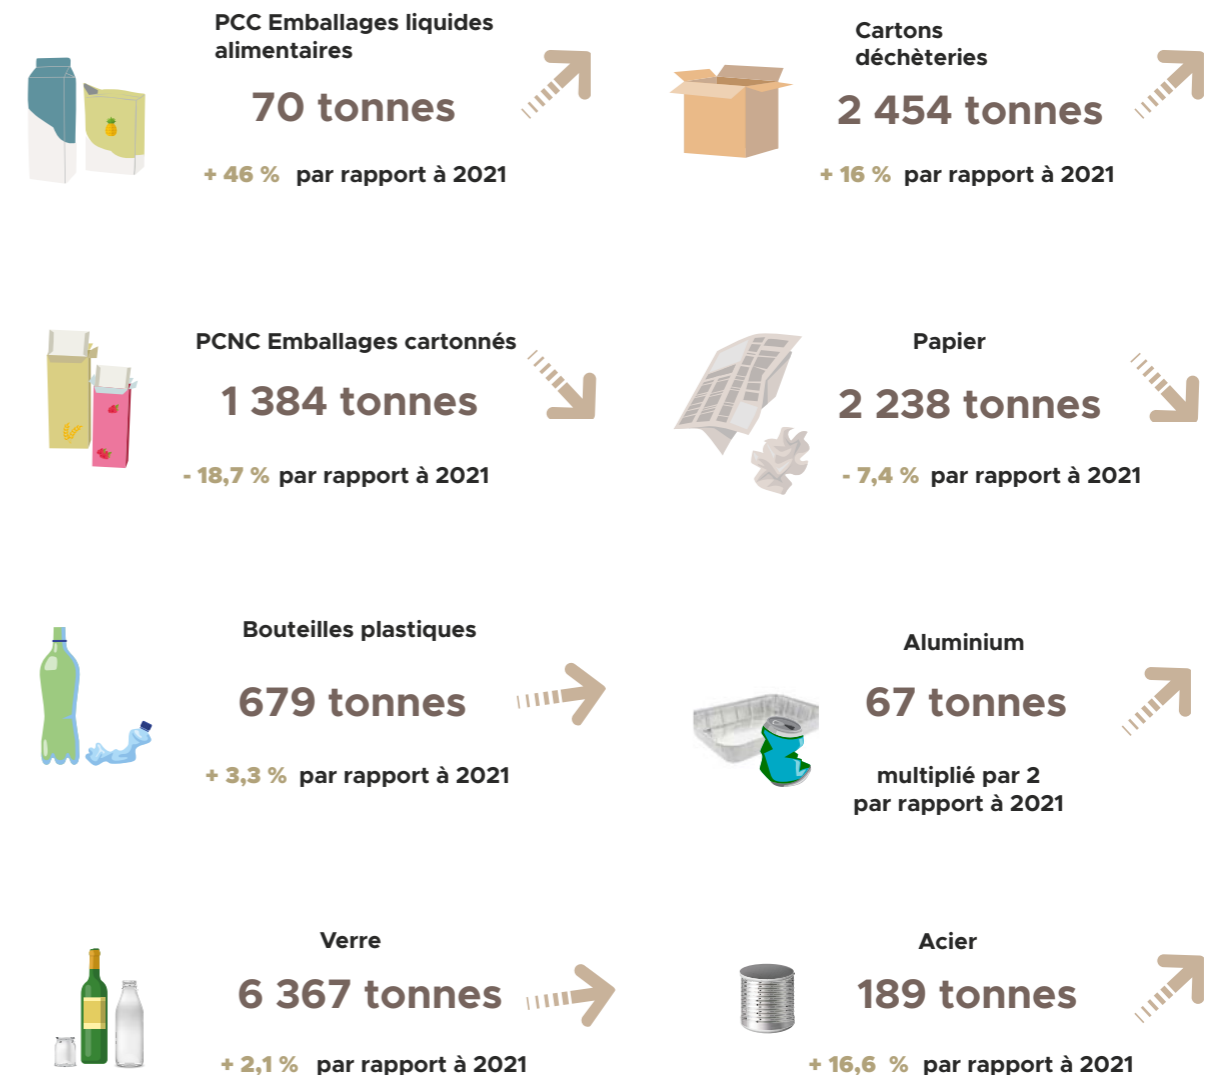 PCC Emballages liquides
alimentaires
70 tonnes
+ 46 % par rapport à 2021
Cartons
déchèteries
2 454 tonnes
+ 16 % par rapport à 2021
PCNC Emballages cartonnés
1 384 tonnes
- 18,7 % par rapport à 2021
Papier
2 238 tonnes
- 7,4 % par rapport à 2021
Bouteilles plastiques
679 tonnes
+ 3,3 % par rapport à 2021
Aluminium
67 tonnes
multiplié par 2
par rapport à 2021
Verre
6 367 tonnes
+ 2,1 % par rapport à 2021
Acier
189 tonnes
+ 16,6 % par rapport à 2021